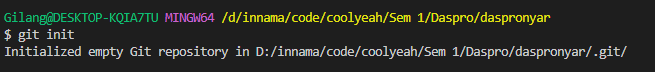 Gilang@DESKTOP-KQIA7TU MINGW64 /d/innama/code/coolyeah/Sem 1/Daspro/daspronyar
$ git init
Initialized empty Git repository in D:/innama/code/coolyeah/Sem 1/Daspro/daspronyar/.git/